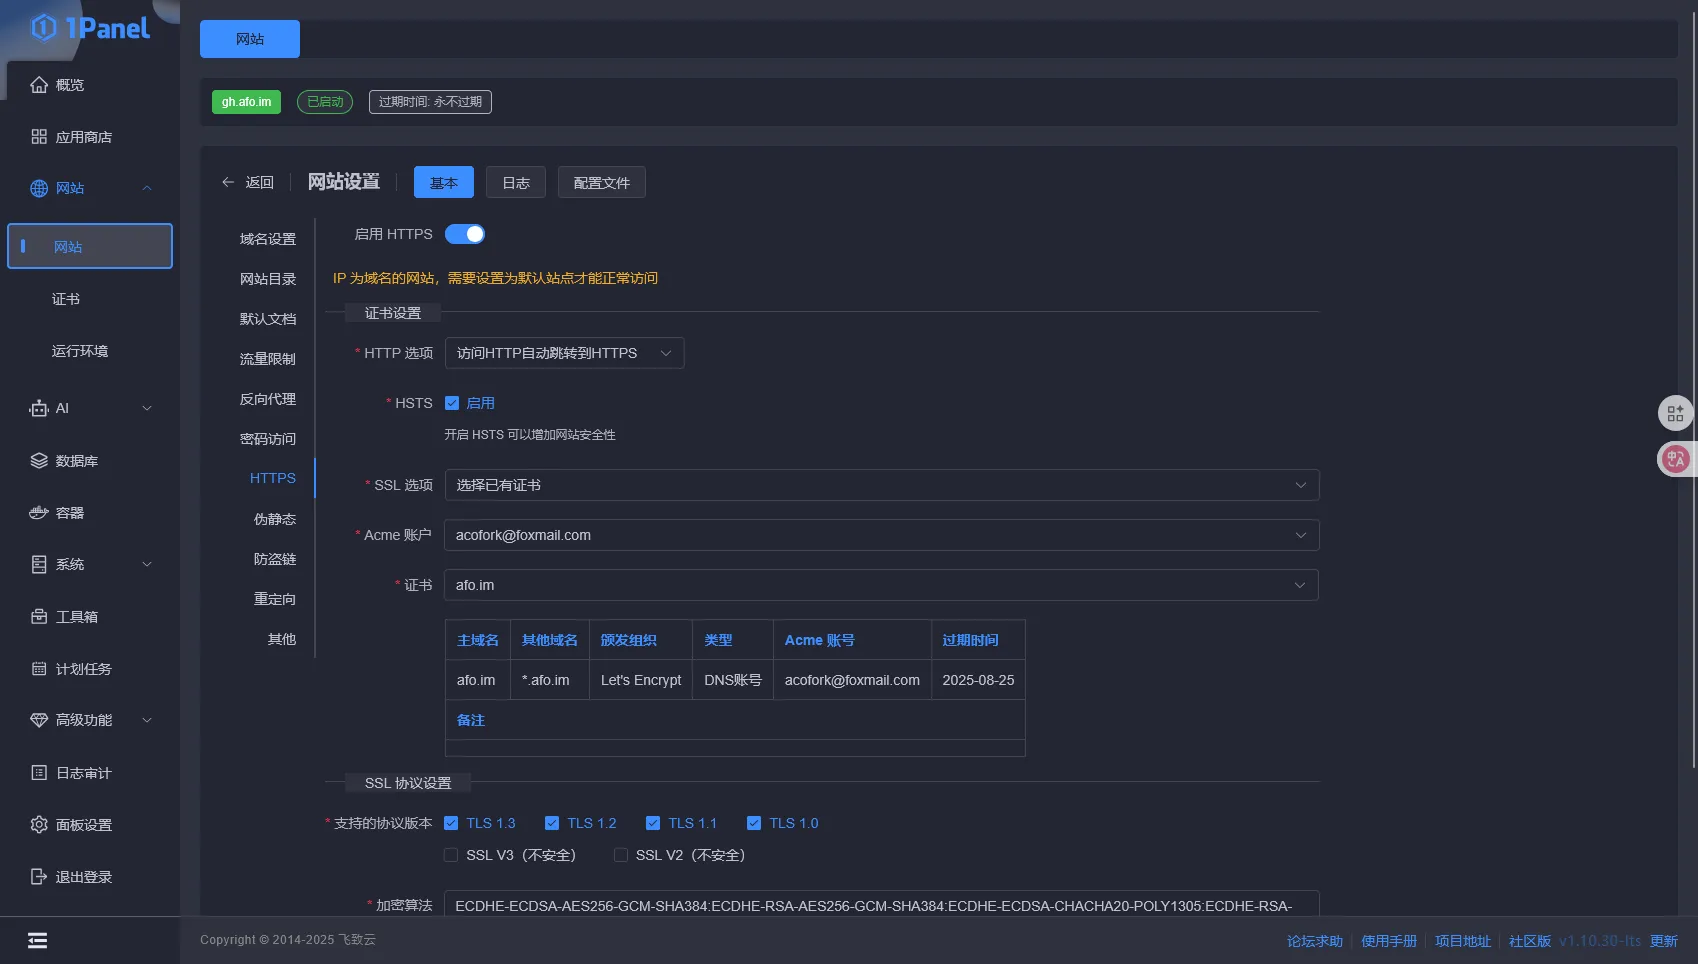 1Panel
网站
概览
gh.afo.im
已启动
过期时间: 永不过期
应用商店
网站
返回
网站设置
基本
日志
配置文件
网站
证书
运行环境
AI
数据库
容器
系统
工具箱
计划任务
高级功能
日志审计
面板设置
退出登录
域名设置
网站目录
默认文档
流量限制
反向代理
密码访问
HTTPS
伪静态
防盗链
重定向
其他
启用 HTTPS
IP 为域名的网站，需要设置为默认站点才能正常访问
证书设置
* HTTP 选项 访问HTTP自动跳转到HTTPS
* HSTS 启用
开启 HSTS 可以增加网站安全性
* SSL 选项 选择已有证书
* Acme 账户 acofork@foxmail.com
* 证书 afo.im
主域名 其他域名 颁发组织 类型 Acme 账号 过期时间
afo.im *.afo.im Let's Encrypt DNS账号 acofork@foxmail.com 2025-08-25
备注
SSL 协议设置
* 支持的协议版本 TLS 1.3 TLS 1.2 TLS 1.1 TLS 1.0
SSL V3（不安全） SSL V2（不安全）
* 加密算法 ECDHE-ECDSA-AES256-GCM-SHA384:ECDHE-RSA-AES256-GCM-SHA384:ECDHE-ECDSA-CHACHA20-POLY1305:ECDHE-RSA-
Copyright © 2014-2025 飞致云
论坛求助 使用手册 项目地址 社区版 v1.10.30-lts 更新